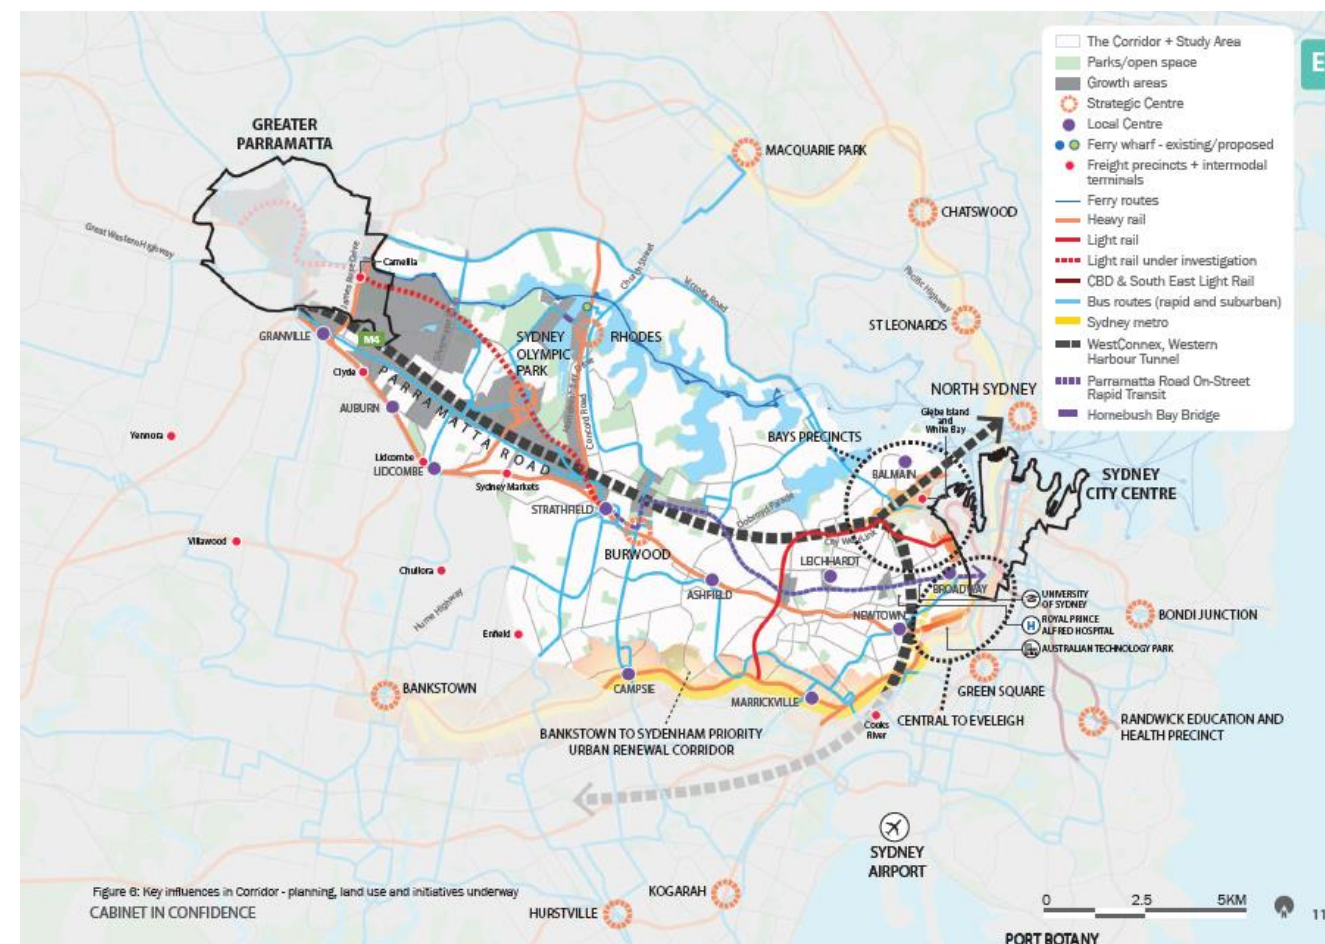 The Corridor + Study Area
Parks/open space
Growth areas
Strategic Centre
Local Centre
Ferry wharf - existing/proposed
Freight precincts + intermodal
terminals
Ferry routes
Heavy rail
Light rail
Light rail under investigation
CBD & South East Light Rail
Bus routes (rapid and suburban)
Sydney metro
WestConnex, Western
Harbour Tunnel
Parramatta Road On-Street
Rapid Transit
Homebush Bay Bridge
E
GREATER
PARRAMATTA
MACQUARIE PARK
CHATSWOOD
Great Western Highway
James Ruse Drive
Camellia
Church Street
Victoria Road
Pacific Highway
ST LEONARDS
GRANVILLE
M4
SYDNEY
OLYMPIC
PARK
RHODES
Clyde
PARRAMATTA ROAD
NORTH SYDNEY
Glebe Island
and
White Bay
AUBURN
Concord Road
Yennora
BAYS PRECINCTS
Lidcombe
LIDCOMBE
Sydney Markets
BALMAIN
SYDNEY
CITY CENTRE
STRATHFIELD
Dobroyd Parade
Villawood
BURWOOD
City West Link
LEICHHARDT
Chullora
ASHFIELD
BROADWAY
UNIVERSITY
OF SYDNEY
Hume Highway
NEWTOWN
ROYAL PRINCE
ALFRED HOSPITAL
BONDI JUNCTION
Enfield
AUSTRALIAN TECHNOLOGY PARK
BANKSTOWN
CAMPSIE
MARRICKVILLE
GREEN SQUARE
Cooks
River
CENTRAL TO EVELEIGH
RANDWICK EDUCATION AND
HEALTH PRECINCT
BANKSTOWN TO SYDENHAM PRIORITY
URBAN RENEWAL CORRIDOR
SYDNEY
AIRPORT
Figure 6: Key influences in Corridor - planning, land use and initiatives underway
CABINET IN CONFIDENCE
KOGARAH
HURSTVILLE
0 2.5 5KM
11
PORT BOTANY